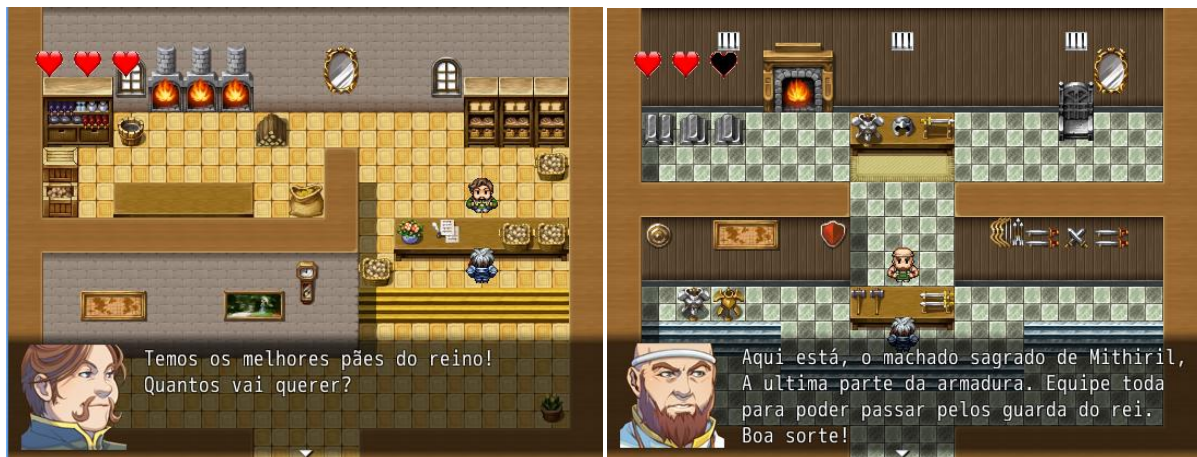 Temos os melhores pães do reino!
Quantos vai querer?
Aqui está, o machado sagrado de Mithiril,
A ultima parte da armadura. Equipe toda
para poder passar pelos guarda do rei.
Boa sorte!